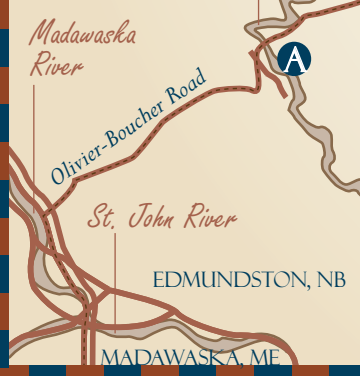 Madawaska
River
A
Olivier-Boucher Road
St. John River
EDMUNDSTON, NB
MADAWASKA, ME